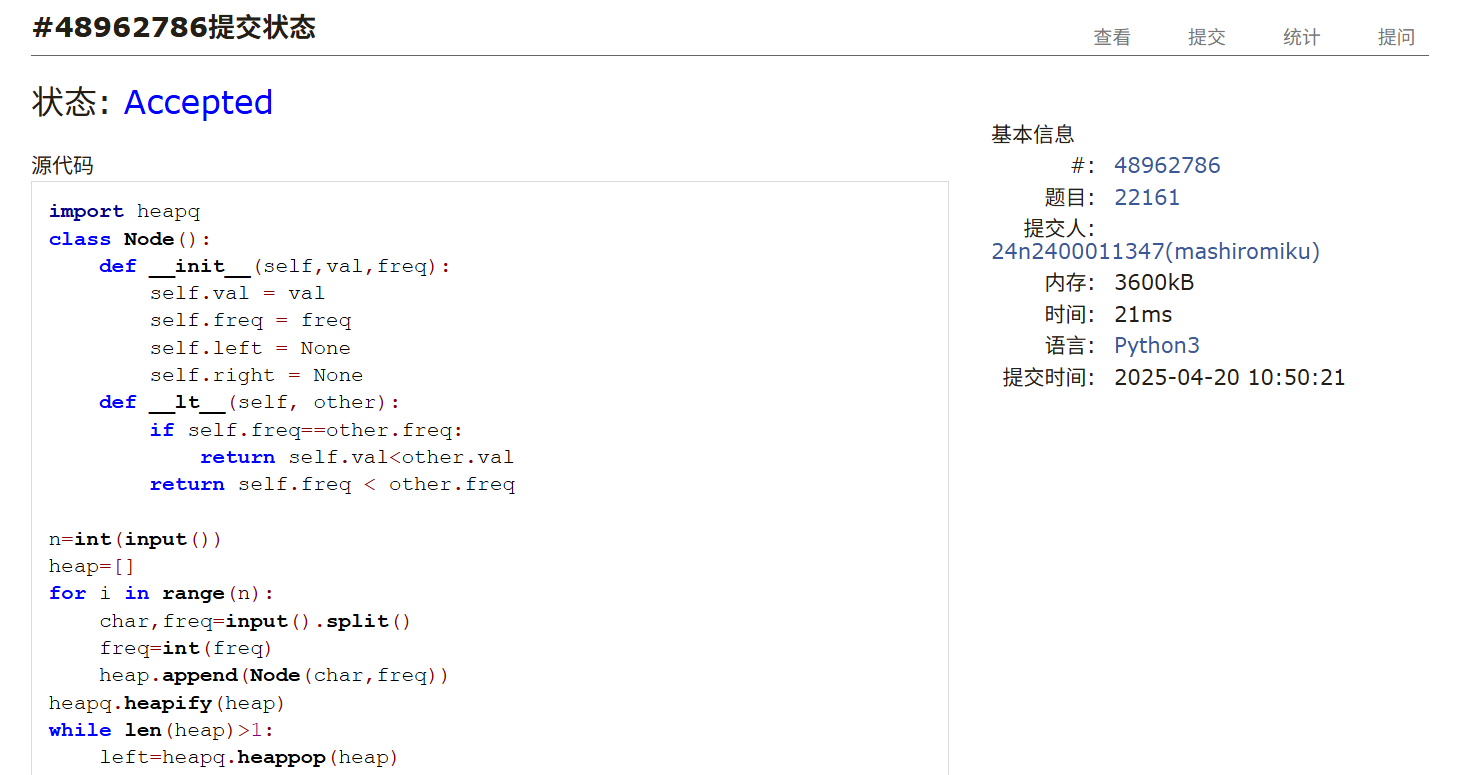 #48962786提交状态
查看 提交 统计 提问
状态: Accepted
源代码
import heapq
class Node():
    def __init__(self,val,freq):
        self.val = val
        self.freq = freq
        self.left = None
        self.right = None
    def __lt__(self, other):
        if self.freq==other.freq:
            return self.val<other.val
        return self.freq < other.freq
n=int(input())
heap=[]
for i in range(n):
    char,freq=input().split()
    freq=int(freq)
    heap.append(Node(char,freq))
heapq.heapify(heap)
while len(heap)>1:
    left=heapq.heappop(heap)
基本信息
#: 48962786
题目: 22161
提交人:
24n2400011347(mashiromiku)
内存: 3600kB
时间: 21ms
语言: Python3
提交时间: 2025-04-20 10:50:21